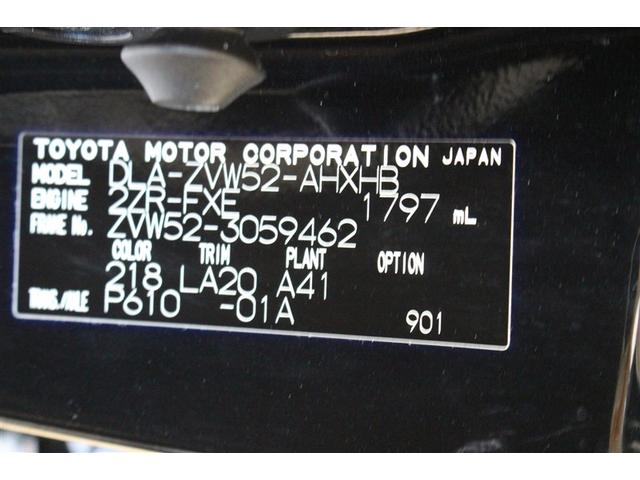 TOYOTA MOTOR CORPORATION JAPAN
MODEL DLA-ZVW52-AHXHB
ENGINE 2ZR-FXE 1797 mL
FRAME No. ZVW52-3059462
COLOR TRIM PLANT OPTION
218 LA20 A41
TRANS./AXLE P610 -01A 901